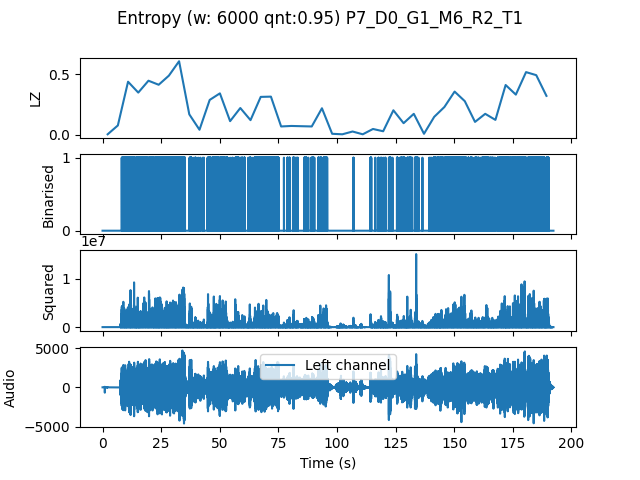 Entropy (w: 6000 qnt:0.95) P7_D0_G1_M6_R2_T1
LZ
0.5
0.0
Binarised
1
0
1e7
Squared
1
0
Audio
5000
0
−5000
Left channel
0 25 50 75 100 125 150 175 200
Time (s)